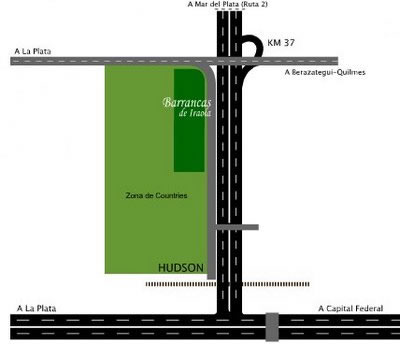 A Mar del Plata (Ruta 2)
KM 37
A La Plata
A Berazategui-Quilmes
Barrancas
de Iraola
Zona de Countries
HUDSON
A La Plata
A Capital Federal